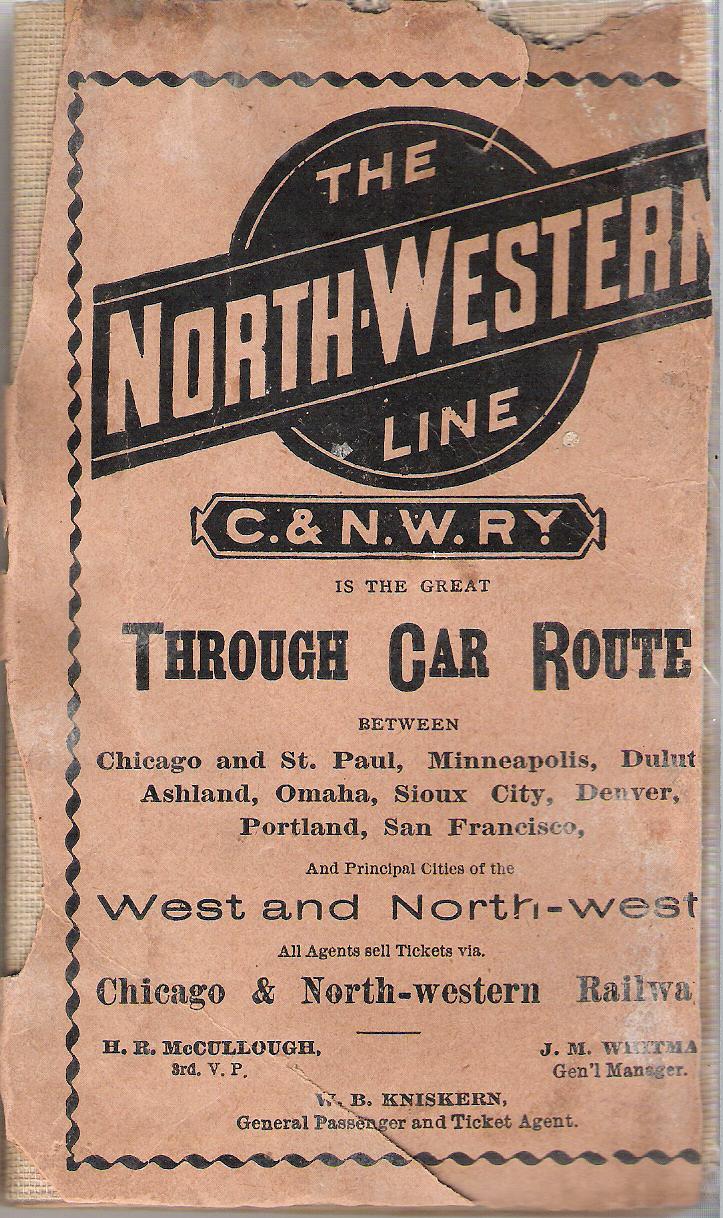 THE
NORTH-WESTERN
LINE
C. & N. W. RY
IS THE GREAT
THROUGH CAR ROUTE
BETWEEN
Chicago and St. Paul, Minneapolis, Dulut
Ashland, Omaha, Sioux City, Denver,
Portland, San Francisco,
And Principal Cities of the
West and North-west
All Agents sell Tickets via.
Chicago & North-western Railwa
H. R. McCULLOUGH,
3rd. V. P.
J. M. WHITMA
Gen'l Manager.
W. B. KNISKERN,
General Passenger and Ticket Agent.